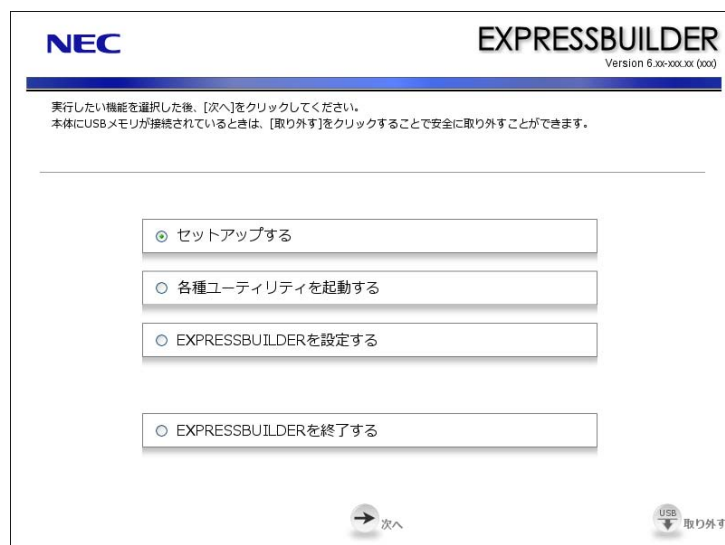 NEC
EXPRESSBUILDER
Version 6.xx-xxx.xx (xxx)
実行したい機能を選択した後、[次へ]をクリックしてください。
本体にUSBメモリが接続されているときは、[取り外す]をクリックすることで安全に取り外すことができます。
セットアップする
各種ユーティリティを起動する
EXPRESSBUILDERを設定する
EXPRESSBUILDERを終了する
次へ
USB
取り外す